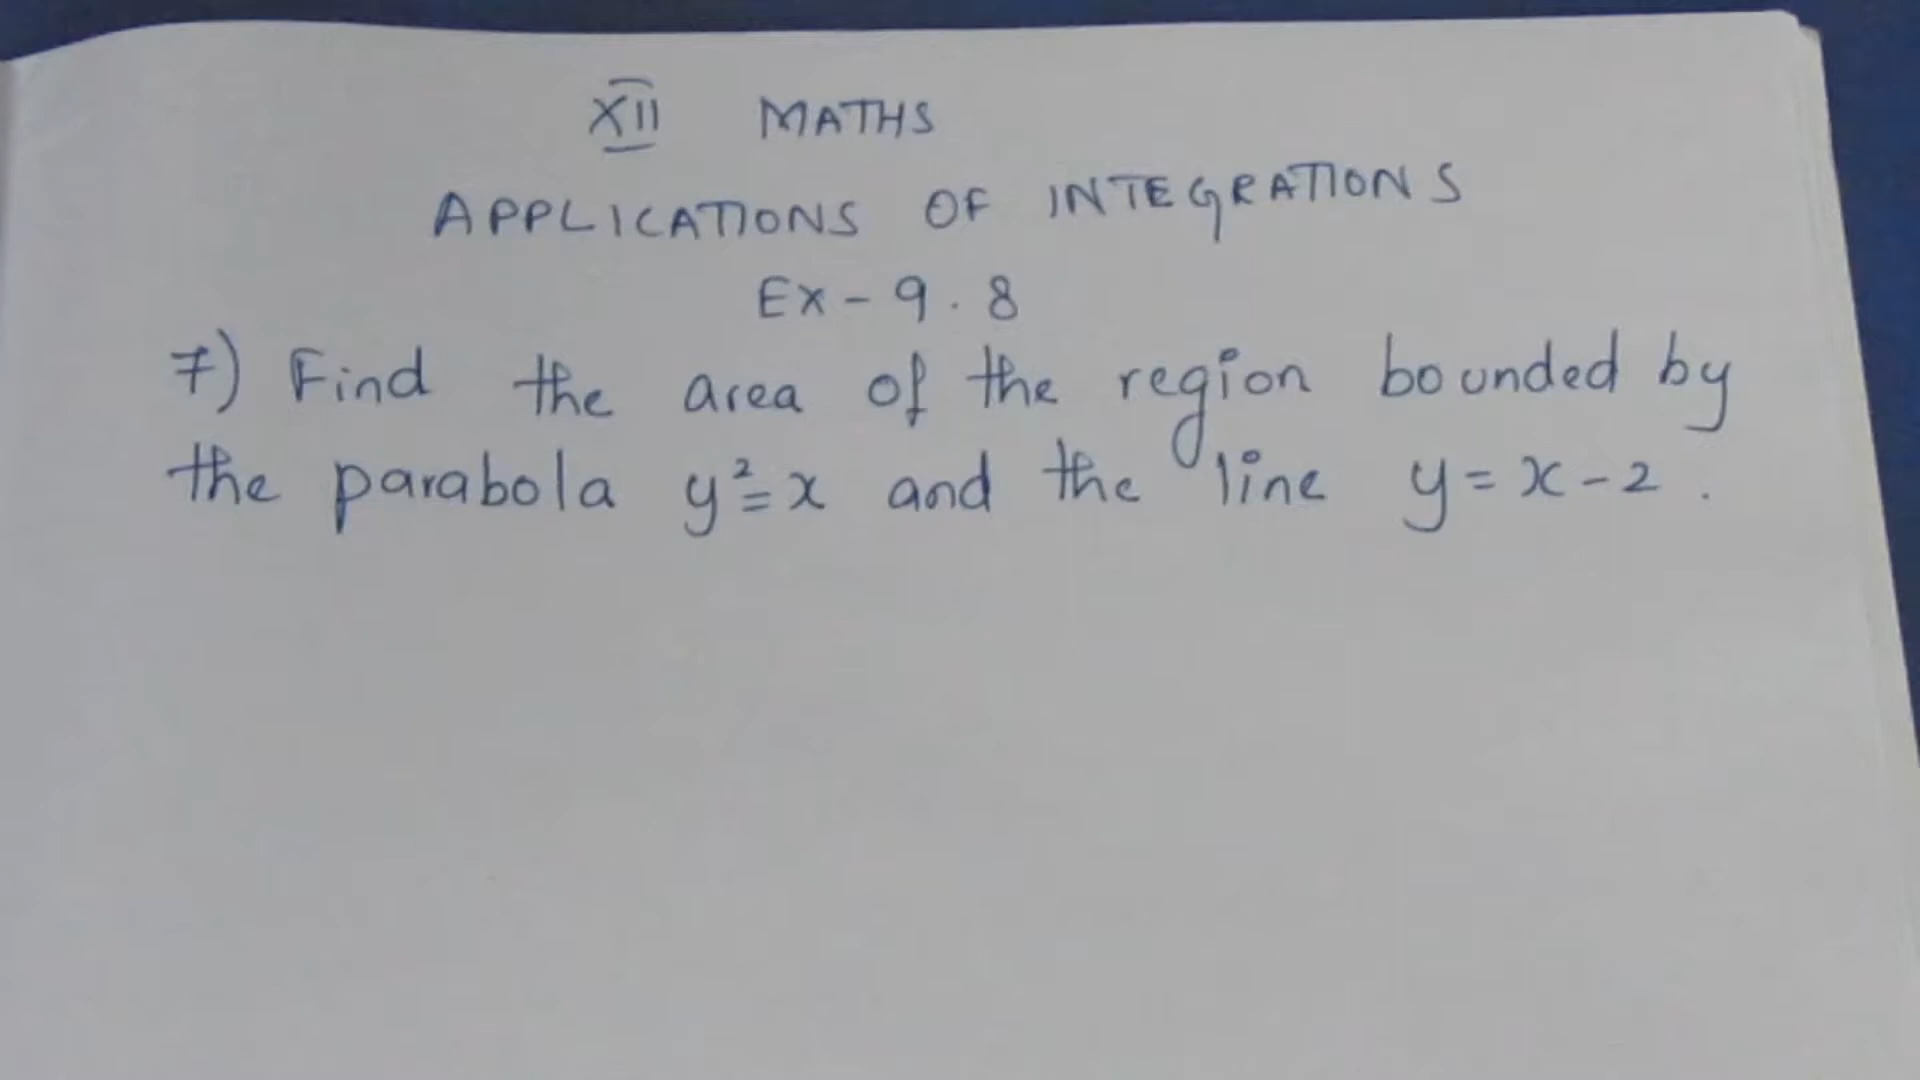 XII MATHS
APPLICATIONS OF INTEGRATIONS
Ex - 9.8
7) Find the area of the region bounded by
the parabola y²=x and the line y=x-2.